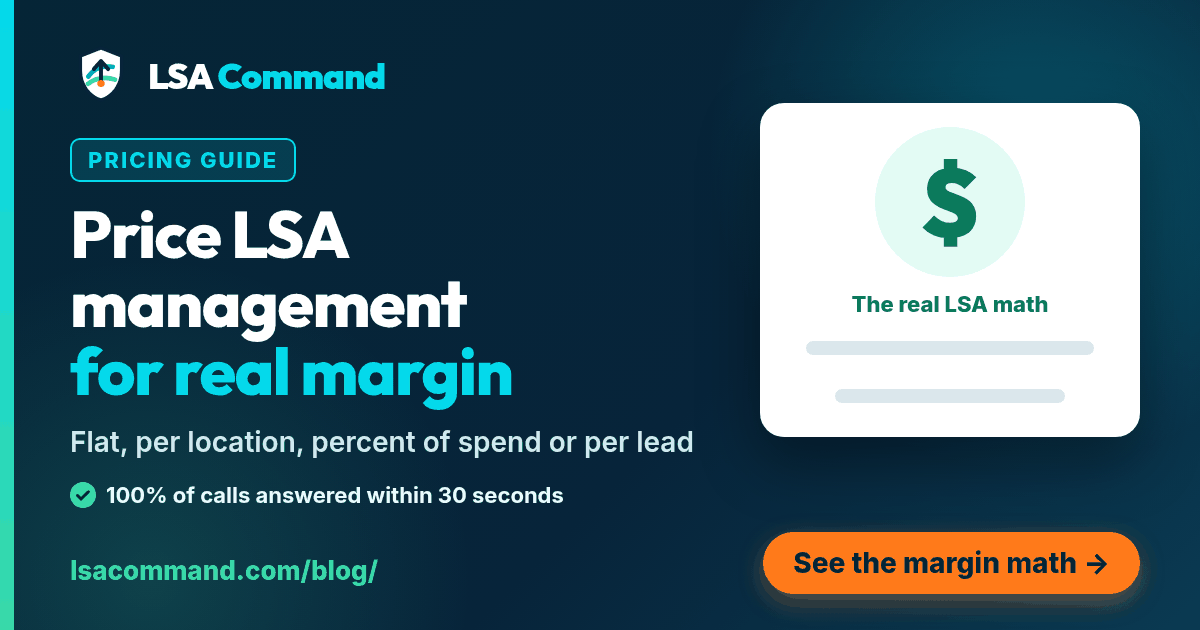 LSA Command
PRICING GUIDE
Price LSA
management
for real margin
Flat, per location, percent of spend or per lead
100% of calls answered within 30 seconds
lsacommand.com/blog/
$
The real LSA math
See the margin math →